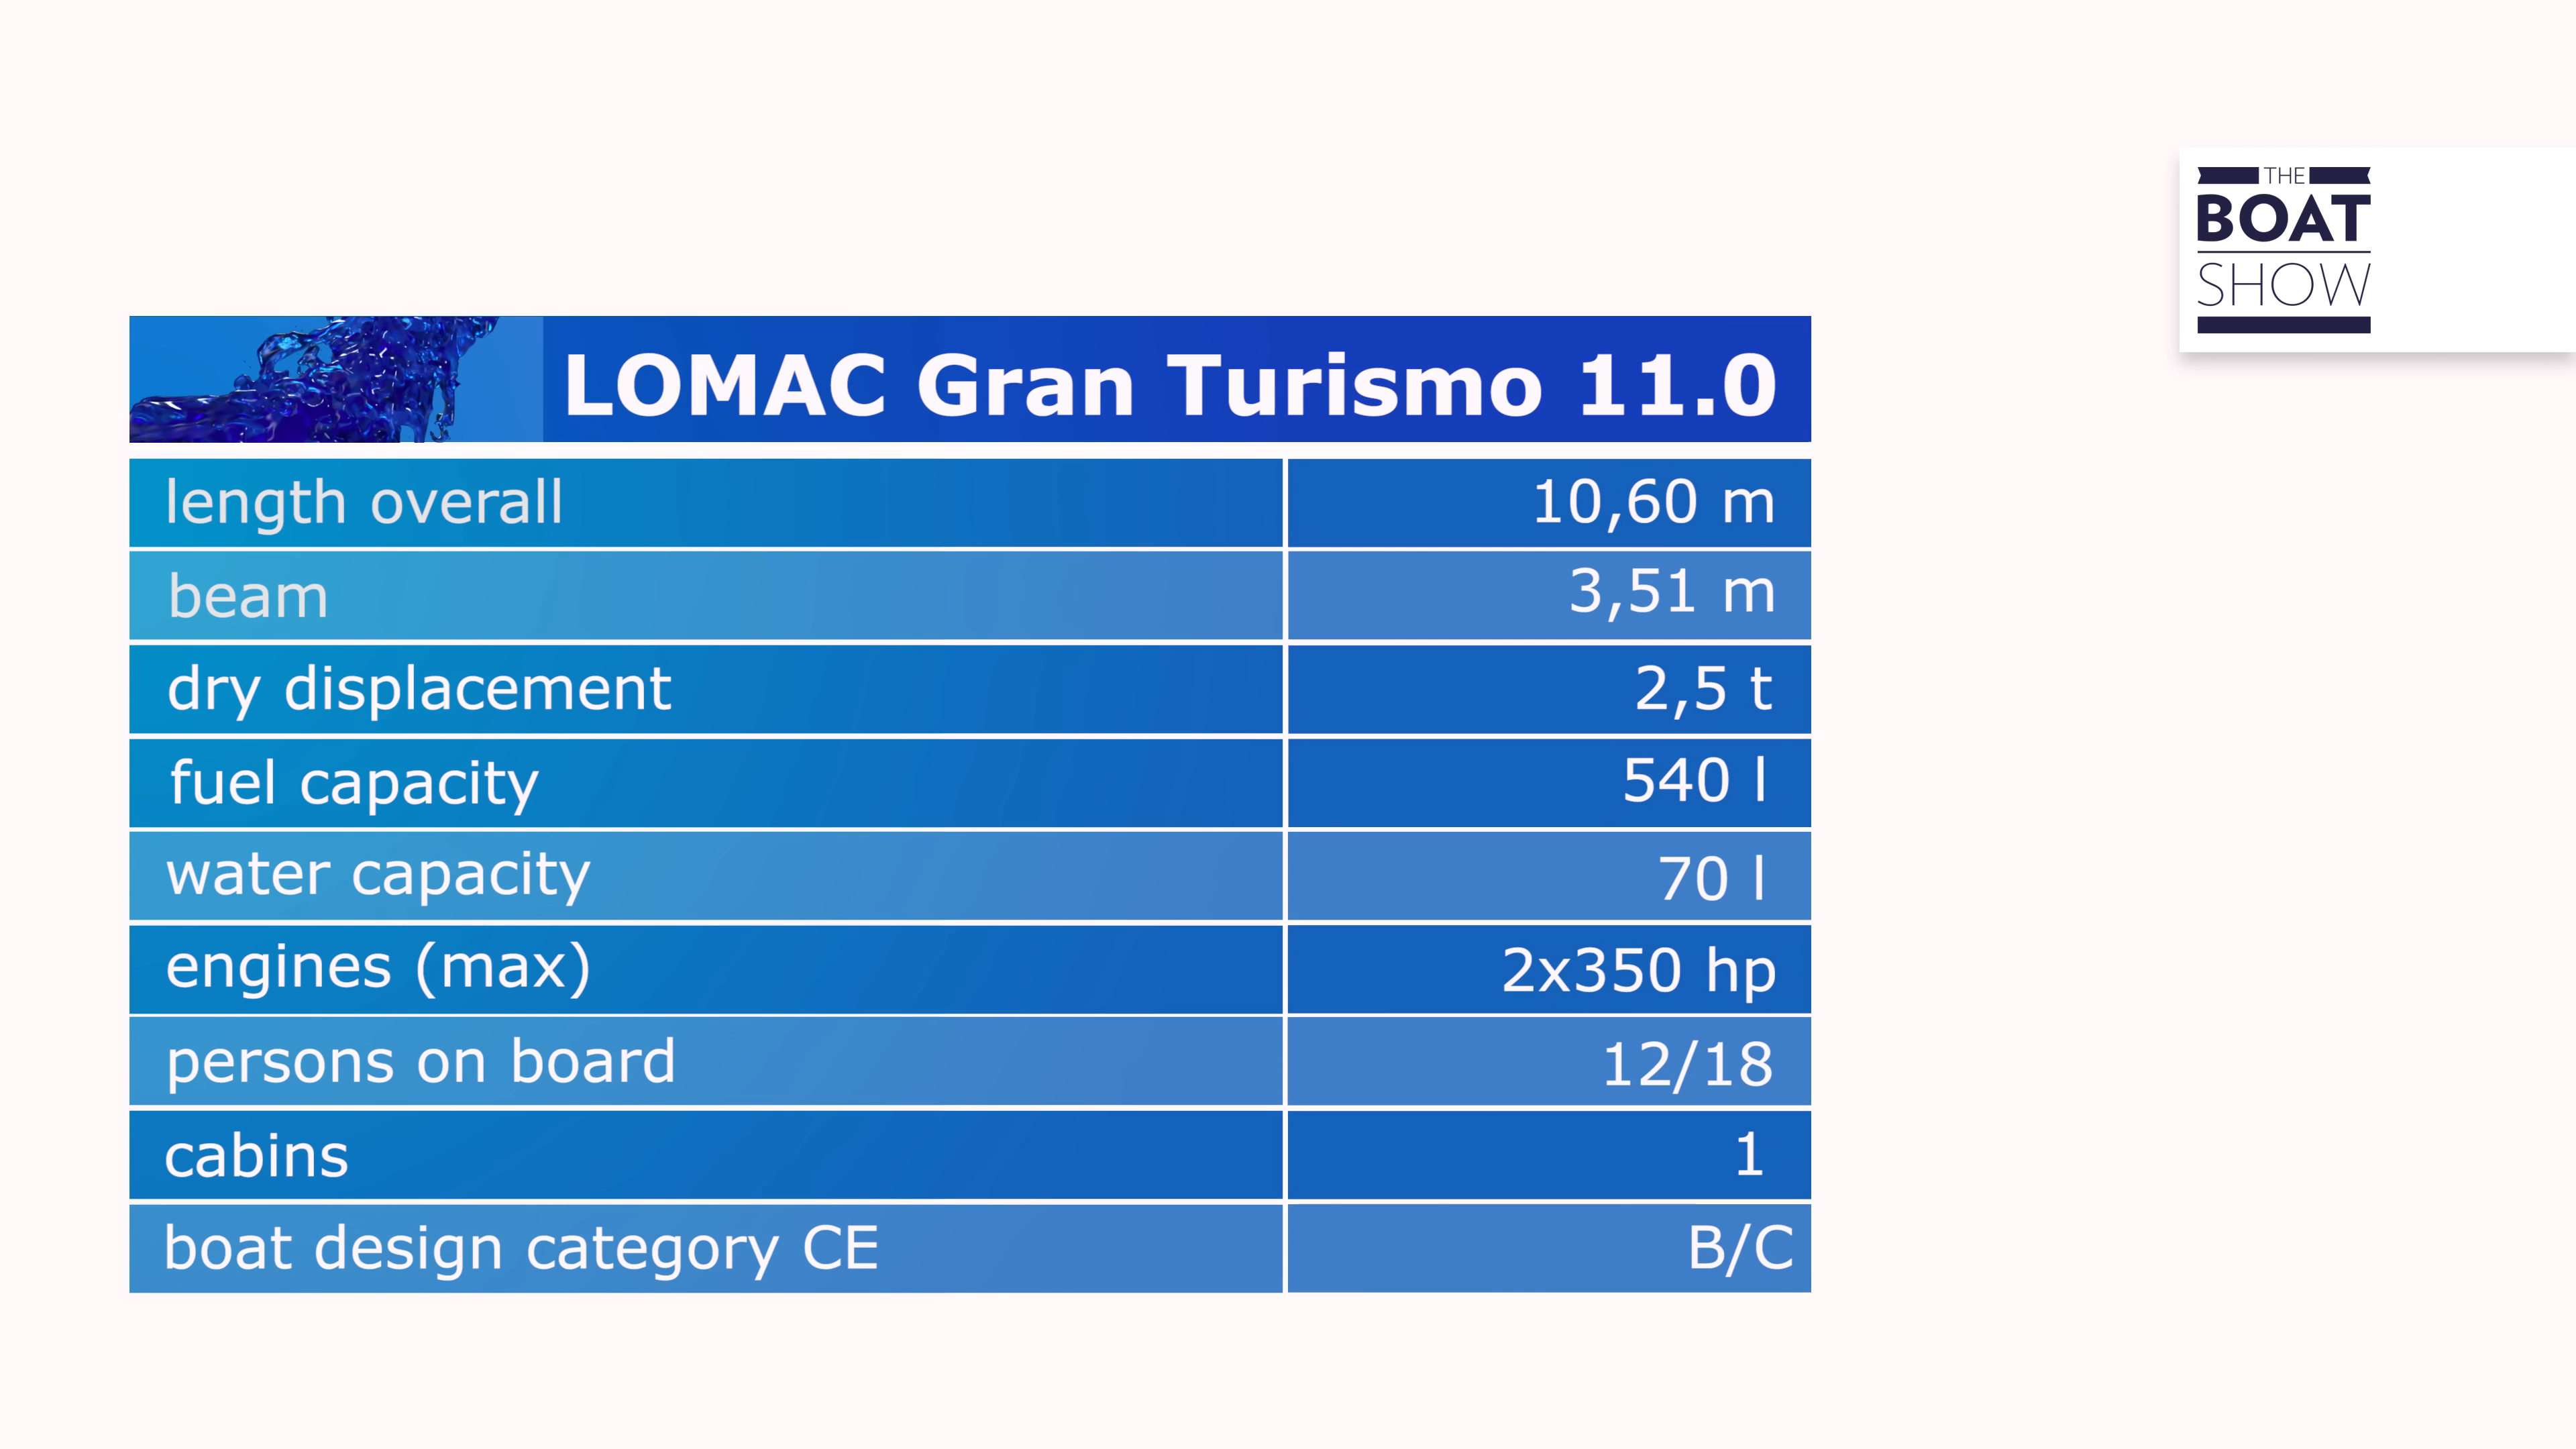 THE
BOAT
SHOW
LOMAC Gran Turismo 11.0
length overall 10,60 m
beam 3,51 m
dry displacement 2,5 t
fuel capacity 540 l
water capacity 70 l
engines (max) 2x350 hp
persons on board 12/18
cabins 1
boat design category CE B/C